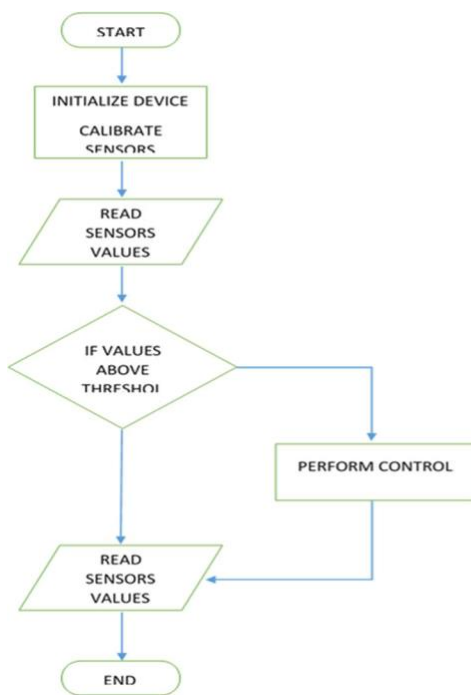 START
INITIALIZE DEVICE
CALIBRATE
SENSORS
READ
SENSORS
VALUES
IF VALUES
ABOVE
THRESHOL
PERFORM CONTROL
READ
SENSORS
VALUES
END